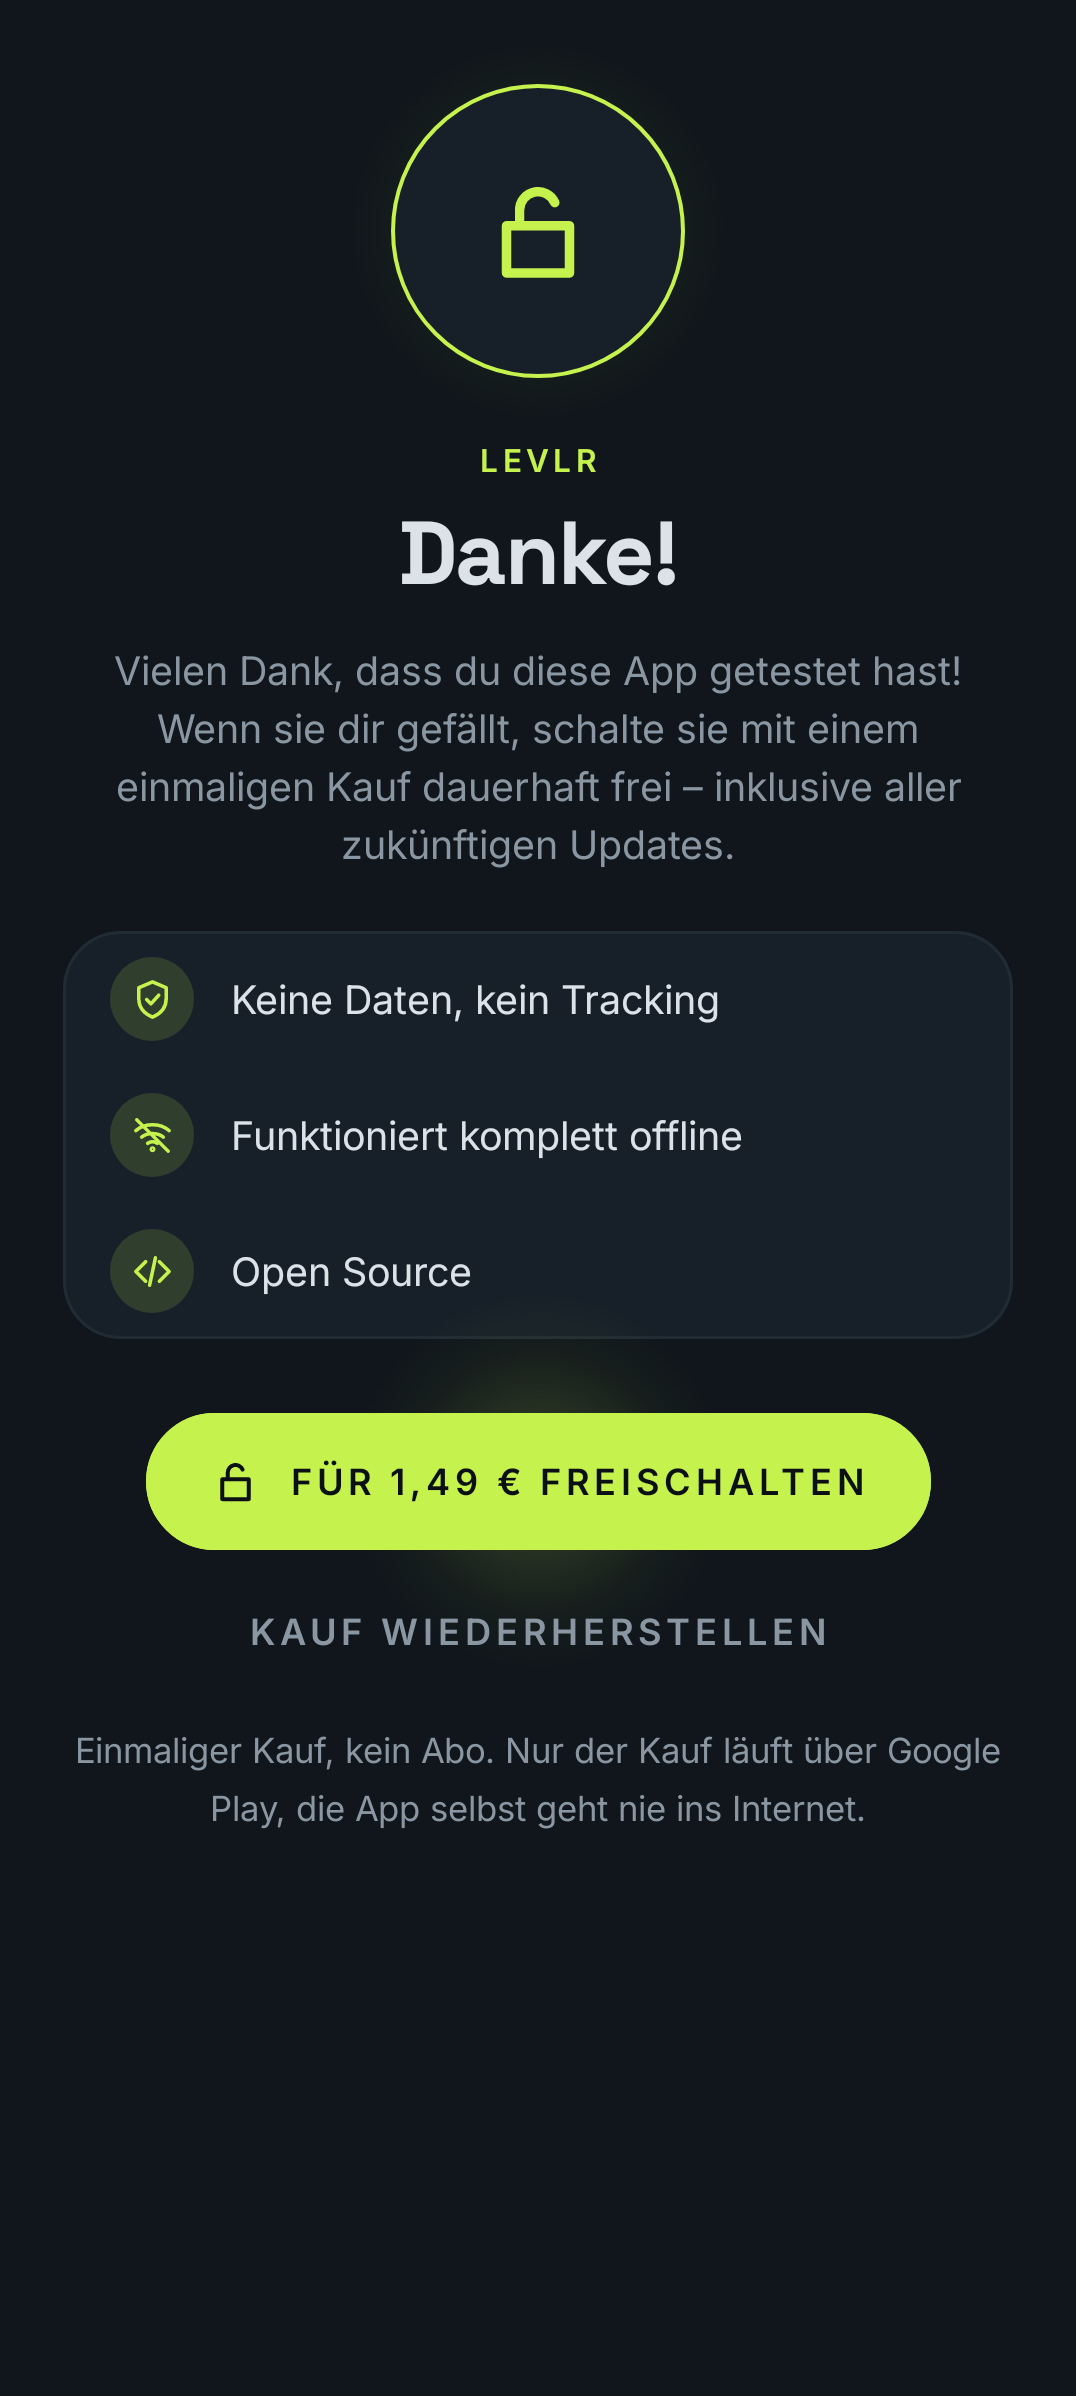 LEVLR
Danke!
Vielen Dank, dass du diese App getestet hast!
Wenn sie dir gefällt, schalte sie mit einem
einmaligen Kauf dauerhaft frei – inklusive aller
zukünftigen Updates.
Keine Daten, kein Tracking
Funktioniert komplett offline
Open Source
FÜR 1,49 € FREISCHALTEN
KAUF WIEDERHERSTELLEN
Einmaliger Kauf, kein Abo. Nur der Kauf läuft über Google
Play, die App selbst geht nie ins Internet.